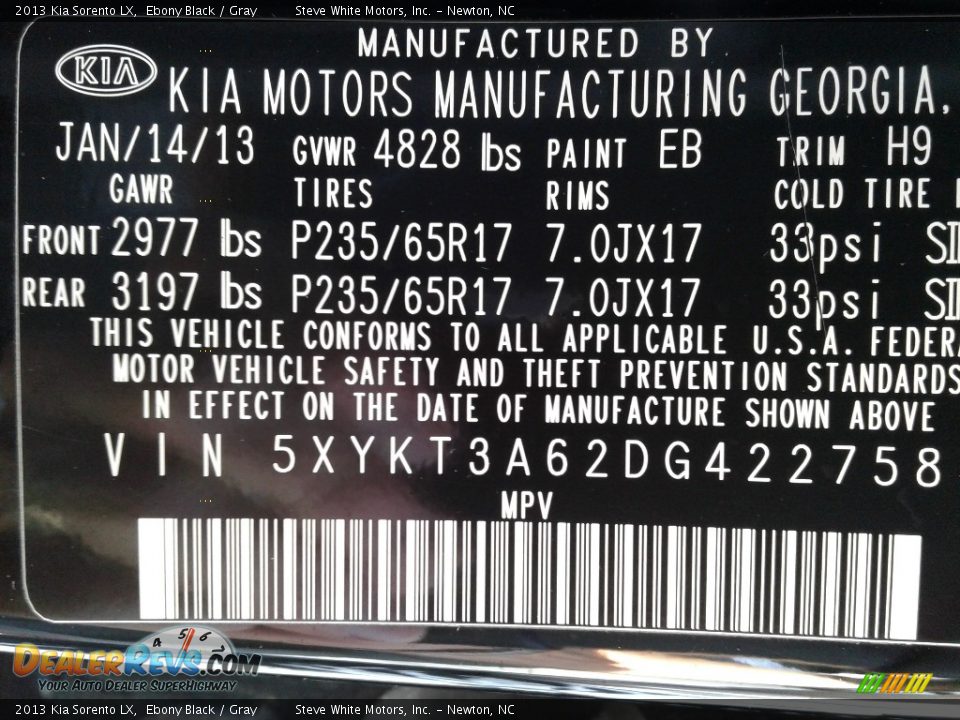 2013 Kia Sorento LX, Ebony Black / Gray Steve White Motors, Inc. - Newton, NC
MANUFACTURED BY
KIA KIA MOTORS MANUFACTURING GEORGIA,
JAN/14/13 GVWR 4828 lbs PAINT EB TRIM H9
GAWR TIRES RIMS COLD TIRE
FRONT 2977 lbs P235/65R17 7.0JX17 33psi
REAR 3197 lbs P235/65R17 7.0JX17 33psi
THIS VEHICLE CONFORMS TO ALL APPLICABLE U.S.A. FEDERA
MOTOR VEHICLE SAFETY AND THEFT PREVENTION STANDARDS
IN EFFECT ON THE DATE OF MANUFACTURE SHOWN ABOVE
VIN 5XYKT3A62DG422758
MPV
4 5 6
DEALERREVS.COM
YOUR AUTO DEALER SUPERHIGHWAY
2013 Kia Sorento LX, Ebony Black / Gray Steve White Motors, Inc. - Newton, NC